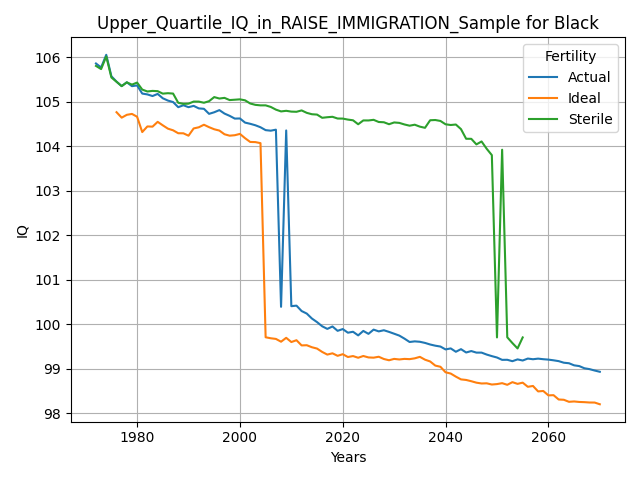 Upper_Quartile_IQ_in_RAISE_IMMIGRATION_Sample for Black
Fertility
Actual
Ideal
Sterile
106
105
104
103
102
101
100
99
98
IQ
1980
2000
2020
2040
2060
Years